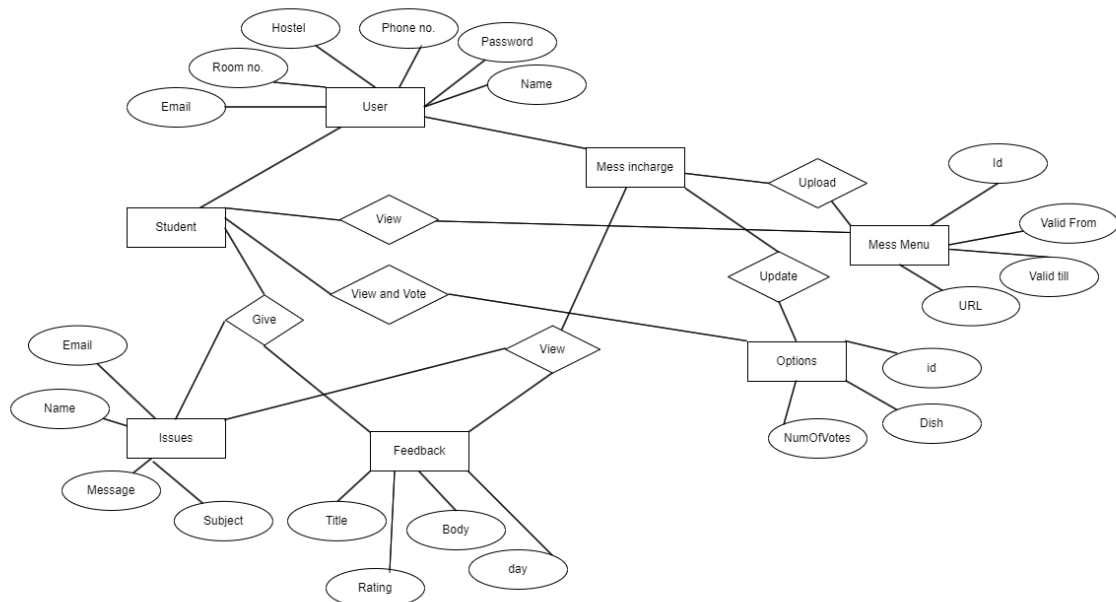 Hostel
Phone no.
Password
Room no.
Name
Email
User
Mess incharge
Id
Upload
View
Student
Valid From
Mess Menu
Update
Valid till
View and Vote
URL
Give
Email
View
Options
id
Name
Issues
Feedback
NumOfVotes
Dish
Message
Subject
Title
Body
day
Rating